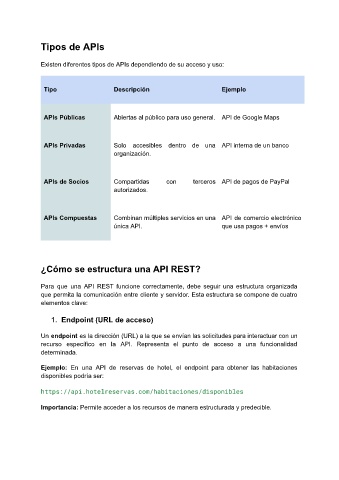 Tipos de APIs
Existen diferentes tipos de APIs dependiendo de su acceso y uso:
Tipo Descripción Ejemplo
APIs Públicas Abiertas al público para uso general. API de Google Maps
APIs Privadas Solo accesibles dentro de una API interna de un banco
organización.
APIs de Socios Compartidas con terceros API de pagos de PayPal
autorizados.
APIs Compuestas Combinan múltiples servicios en una API de comercio electrónico
única API. que usa pagos + envíos
¿Cómo se estructura una API REST?
Para que una API REST funcione correctamente, debe seguir una estructura organizada
que permita la comunicación entre cliente y servidor. Esta estructura se compone de cuatro
elementos clave:
1. Endpoint (URL de acceso)
Un endpoint es la dirección (URL) a la que se envían las solicitudes para interactuar con un
recurso específico en la API. Representa el punto de acceso a una funcionalidad
determinada.
Ejemplo: En una API de reservas de hotel, el endpoint para obtener las habitaciones
disponibles podría ser:
https://api.hotelreservas.com/habitaciones/disponibles
Importancia: Permite acceder a los recursos de manera estructurada y predecible.